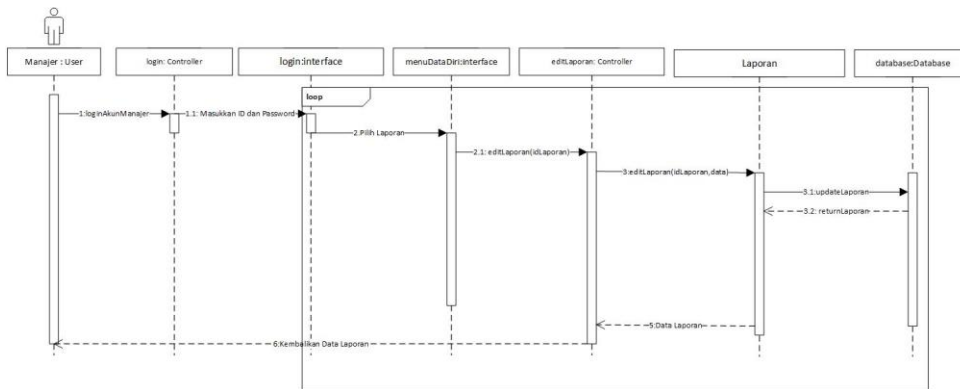 Manajer : User
login: Controller
login:interface
menuDataDiri:interface
editLaporan: Controller
Laporan
database:Database
loop
1:loginAkunManajer
1.1: Masukkan ID dan Password
2:Pilih Laporan
2.1: editLaporan(idLaporan)
3:editLaporan(idLaporan,data)
3.1:updateLaporan
3.2: returnLaporan
5:Data Laporan
6:Kembalikan Data Laporan